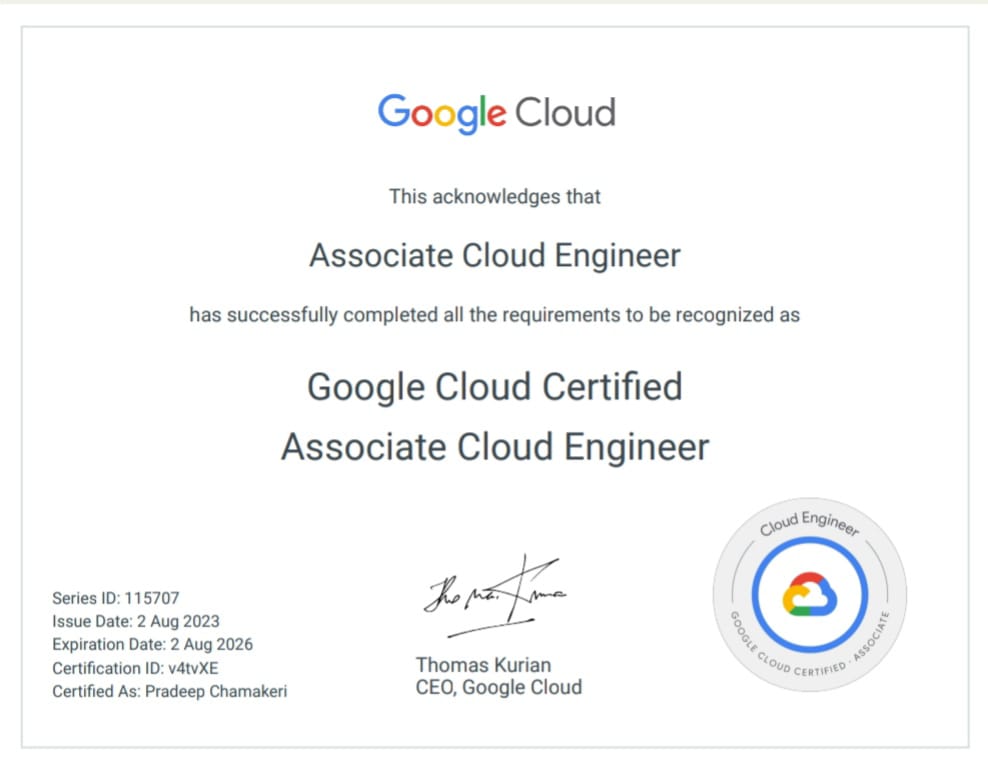 Google Cloud
This acknowledges that
Associate Cloud Engineer
has successfully completed all the requirements to be recognized as
Google Cloud Certified
Associate Cloud Engineer
Series ID: 115707
Issue Date: 2 Aug 2023
Expiration Date: 2 Aug 2026
Certification ID: v4tvXE
Certified As: Pradeep Chamakeri
Thomas Kurian
CEO, Google Cloud
Cloud Engineer
GOOGLE CLOUD CERTIFIED · ASSOCIATE